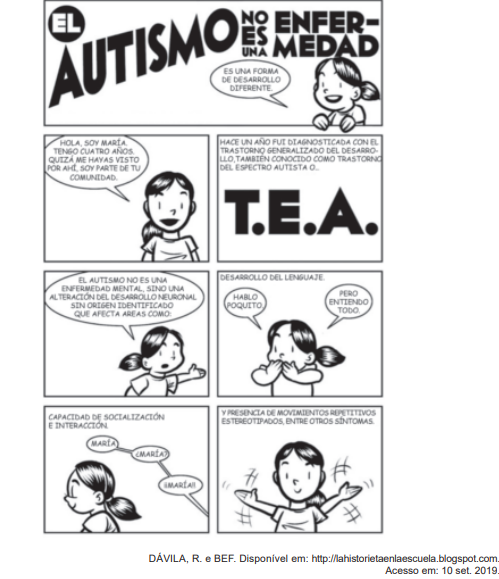 EL
AUTISMO
NO
ES
UNA
ENFER-
MEDAD
ES UNA FORMA
DE DESARROLLO
DIFERENTE.
HOLA, SOY MARÍA.
TENGO CUATRO AÑOS.
QUIZÁ ME HAYAS VISTO
POR AHÍ, SOY PARTE DE TU
COMUNIDAD.
HACE UN AÑO FUI DIAGNOSTICADA CON EL
TRASTORNO GENERALIZADO DEL DESARRO-
LLO, TAMBIÉN CONOCIDO COMO TRASTORNO
DEL ESPECTRO AUTISTA O...
T.E.A.
EL AUTISMO NO ES UNA
ENFERMEDAD MENTAL, SINO UNA
ALTERACIÓN DEL DESARROLLO NEURONAL
SIN ORIGEN IDENTIFICADO
QUE AFECTA AREAS COMO:
DESARROLLO DEL LENGUAJE.
HABLO
POQUITO.
PERO
ENTIENDO
TODO.
CAPACIDAD DE SOCIALIZACIÓN
E INTERACCIÓN.
MARÍA
¿MARÍA?
¡¡MARÍA!!
Y PRESENCIA DE MOVIMIENTOS REPETITIVOS
ESTEREOTIPADOS, ENTRE OTROS SÍNTOMAS.
DÁVILA, R. e BEF. Disponível em: http://lahistorietaenlaescuela.blogspot.com.
Acesso em: 10 set. 2019.